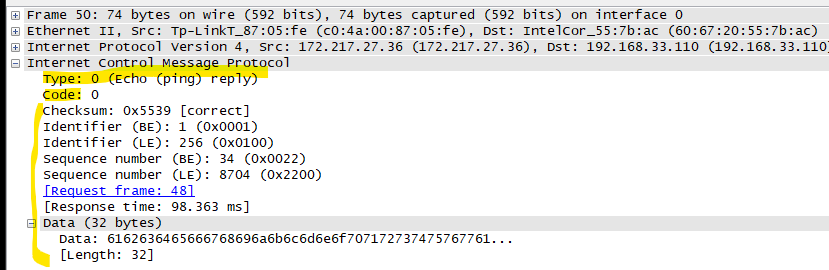 Frame 50: 74 bytes on wire (592 bits), 74 bytes captured (592 bits) on interface 0
Ethernet II, Src: Tp-LinkT_87:05:fe (c0:4a:00:87:05:fe), Dst: IntelCor_55:7b:ac (60:67:20:55:7b:ac)
Internet Protocol Version 4, Src: 172.217.27.36 (172.217.27.36), Dst: 192.168.33.110 (192.168.33.110)
Internet Control Message Protocol
Type: 0 (Echo (ping) reply)
Code: 0
Checksum: 0x5539 [correct]
Identifier (BE): 1 (0x0001)
Identifier (LE): 256 (0x0100)
Sequence number (BE): 34 (0x0022)
Sequence number (LE): 8704 (0x2200)
[Request frame: 48]
[Response time: 98.363 ms]
Data (32 bytes)
Data: 6162636465666768696a6b6c6d6e6f707172737475767761...
[Length: 32]